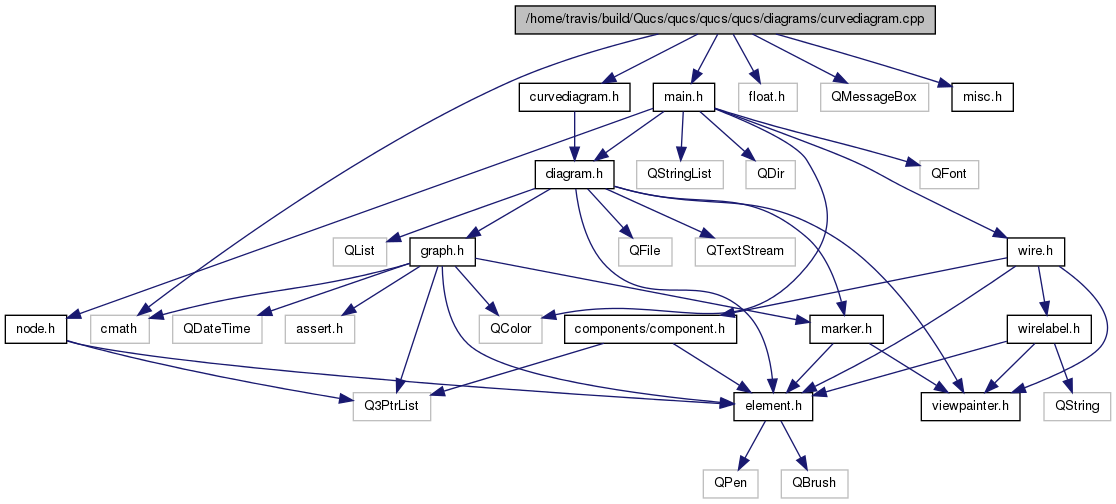 /home/travis/build/Qucs/qucs/qucs/qucs/diagrams/curvediagram.cpp
curvediagram.h
main.h
float.h
QMessageBox
misc.h
diagram.h
QStringList
QDir
QFont
QList
graph.h
QFile
QTextStream
wire.h
node.h
cmath
QDateTime
assert.h
QColor
components/component.h
marker.h
wirelabel.h
Q3PtrList
element.h
viewpainter.h
QString
QPen
QBrush